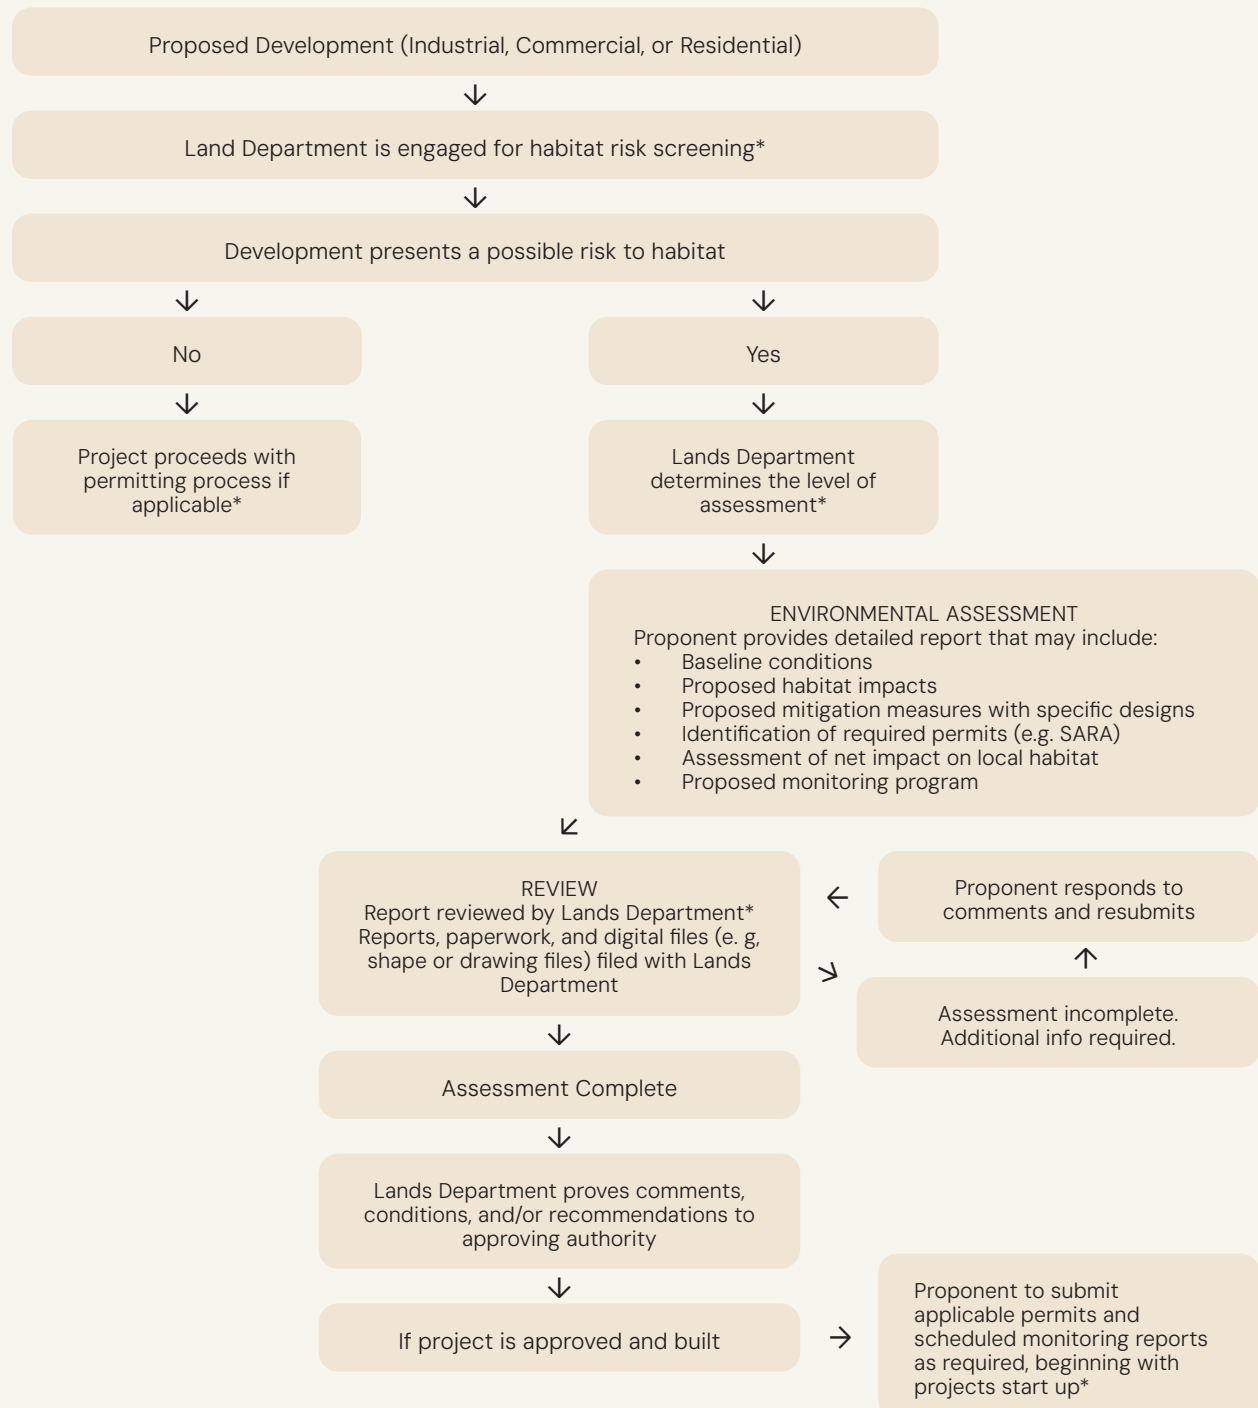 Proposed Development (Industrial, Commercial, or Residential)
Land Department is engaged for habitat risk screening*
Development presents a possible risk to habitat
No
Yes
Project proceeds with
permitting process if
applicable*
Lands Department
determines the level of
assessment*
ENVIRONMENTAL ASSESSMENT
Proponent provides detailed report that may include:
• Baseline conditions
• Proposed habitat impacts
• Proposed mitigation measures with specific designs
• Identification of required permits (e.g. SARA)
• Assessment of net impact on local habitat
• Proposed monitoring program
REVIEW
Report reviewed by Lands Department*
Reports, paperwork, and digital files (e. g,
shape or drawing files) filed with Lands
Department
Proponent responds to
comments and resubmits
Assessment incomplete.
Additional info required.
Assessment Complete
Lands Department proves comments,
conditions, and/or recommendations to
approving authority
If project is approved and built
Proponent to submit
applicable permits and
scheduled monitoring reports
as required, beginning with
projects start up*